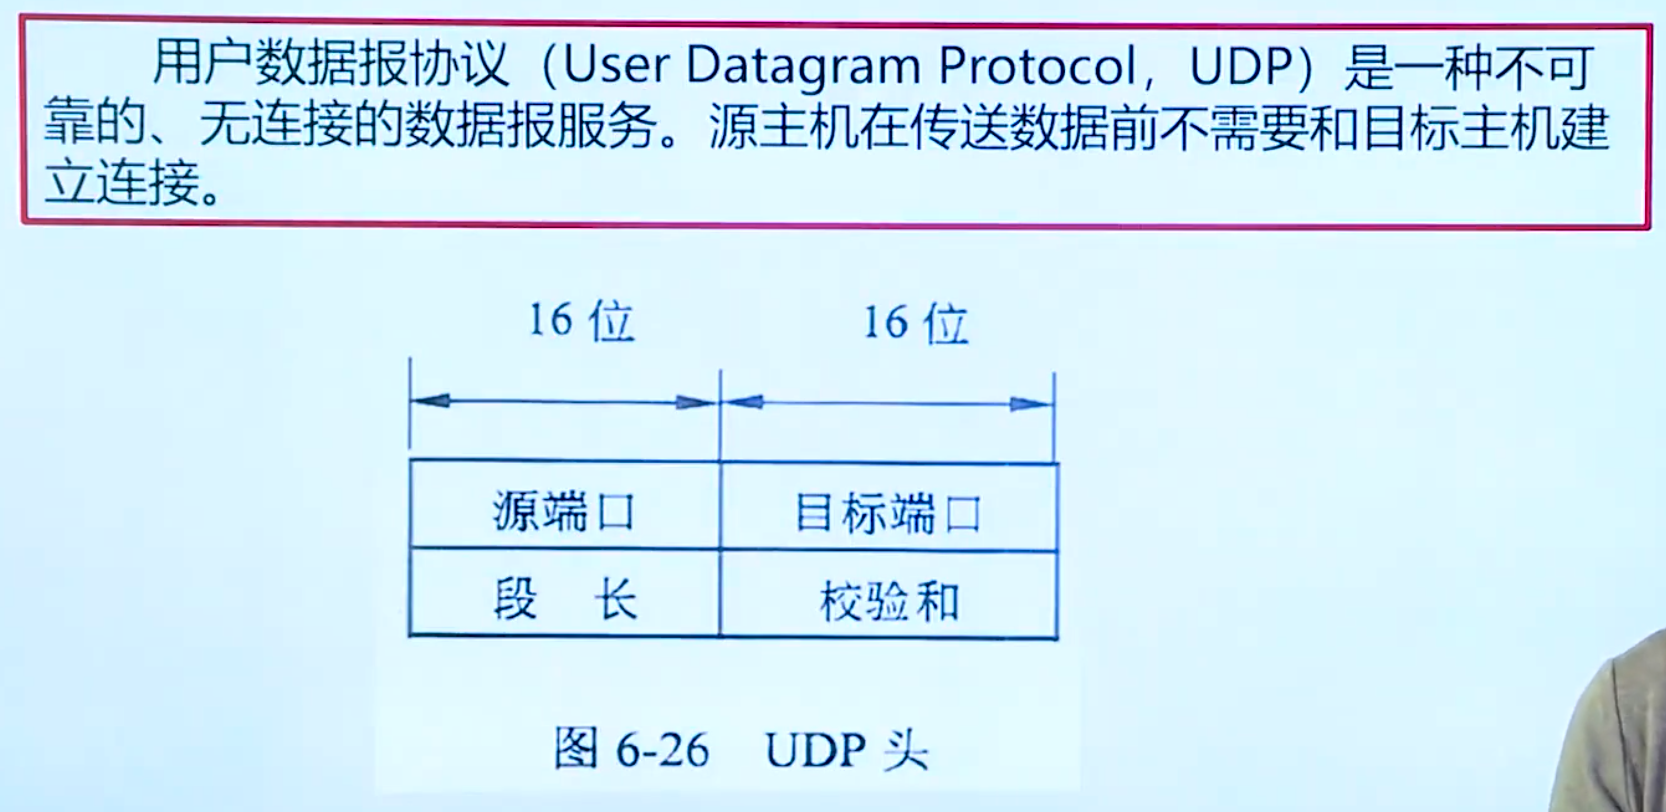 用户数据报协议（User Datagram Protocol，UDP）是一种不可
靠的、无连接的数据报服务。源主机在传送数据前不需要和目标主机建
立连接。
16 位 16 位
源端口 目标端口
段 长 校验和
图 6-26 UDP 头